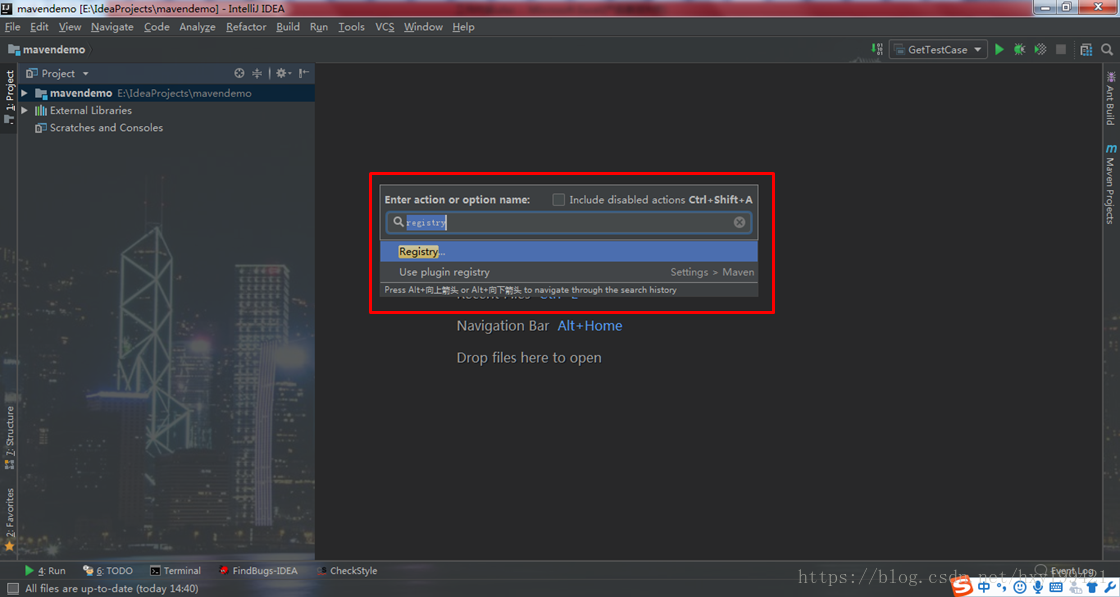 mavendemo [E:\IdeaProjects\mavendemo] - IntelliJ IDEA
File Edit View Navigate Code Analyze Refactor Build Run Tools VCS Window Help
mavendemo
GetTestCase
1: Project
Project
mavendemo E:\IdeaProjects\mavendemo
External Libraries
Scratches and Consoles
Ant Build
Maven Projects
Enter action or option name: Include disabled actions Ctrl+Shift+A
registry
Registry...
Use plugin registry Settings > Maven
Press Alt+向上箭头 or Alt+向下箭头 to navigate through the search history
Recent Files
Navigation Bar Alt+Home
Drop files here to open
7: Structure
2: Favorites
4: Run 6: TODO Terminal FindBugs-IDEA CheckStyle Event Log
All files are up-to-date (today 14:40)
https://blog.csdn.net/
中